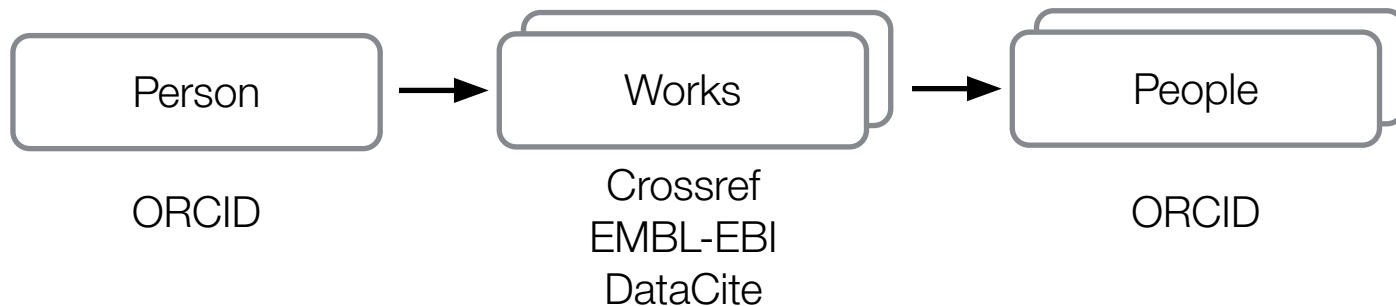 Person
Works
People
ORCID
Crossref
EMBL-EBI
DataCite
ORCID